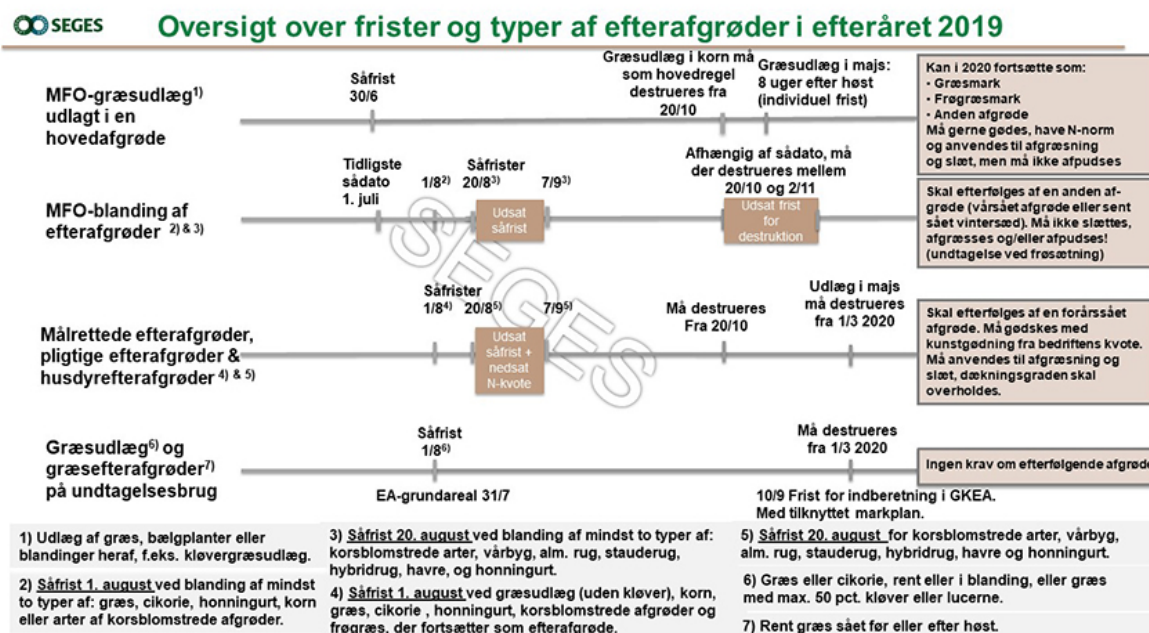 SEGES
Oversigt over frister og typer af efterafgrøder i efteråret 2019
MFO-græsudlæg1)
udlagt i en
hovedafgrøde
Såfrist
30/6
Græsudlæg i korn må
som hovedregel
destrueres fra
20/10
Græsudlæg i majs:
8 uger efter høst
(individuel frist)
Kan i 2020 fortsætte som:
- Græsmark
- Frøgræsmark
- Anden afgrøde
Må gerne gødes, have N-norm
og anvendes til afgræsning
og slæt, men må ikke afpudses
MFO-blanding af
efterafgrøder 2) & 3)
Tidligste
sådato
1. juli
1/82)
Såfrister
20/83)
7/93)
Udsat
såfrist
Afhængig af sådato, må
der destrueres mellem
20/10 og 2/11
Udsat frist
for
destruktion
Skal efterfølges af en anden af-
grøde (vårsået afgrøde eller sent
sået vintersæd). Må ikke slættes,
afgræsses og/eller afpudses!
(undtagelse ved frøsætning)
SEGES
Målrettede efterafgrøder,
pligtige efterafgrøder &
husdyrefterafgrøder 4) & 5)
Såfrister
1/84)
20/85)
7/95)
Udsat
såfrist +
nedsat
N-kvote
Må destrueres
Fra 20/10
Udlæg i majs
må destrueres
fra 1/3 2020
Skal efterfølges af en forårssået
afgrøde. Må gødskes med
kunstgødning fra bedriftens kvote.
Må anvendes til afgræsning og
slæt, dækningsgraden skal
overholdes.
Græsudlæg6) og
græsefterafgrøder7)
på undtagelsesbrug
Såfrist
1/86)
EA-grundareal 31/7
Må destrueres
fra 1/3 2020
10/9 Frist for indberetning i GKEA.
Med tilknyttet markplan.
Ingen krav om efterfølgende afgrøde
1) Udlæg af græs, bælgplanter eller
blandinger heraf, f.eks. kløvergræsudlæg.
2) Såfrist 1. august ved blanding af mindst
to typer af: græs, cikorie, honningurt, korn
eller arter af korsblomstrede afgrøder.
3) Såfrist 20. august ved blanding af mindst to typer af:
korsblomstrede arter, vårbyg, alm. rug, stauderug,
hybridrug, havre, og honningurt.
4) Såfrist 1. august ved græsudlæg (uden kløver), korn,
græs, cikorie , honningurt, korsblomstrede afgrøder og
frøgræs, der fortsætter som efterafgrøde.
5) Såfrist 20. august for korsblomstrede arter, vårbyg,
alm. rug, stauderug, hybridrug, havre og honningurt.
6) Græs eller cikorie, rent eller i blanding, eller græs
med max. 50 pct. kløver eller lucerne.
7) Rent græs sået før eller efter høst.